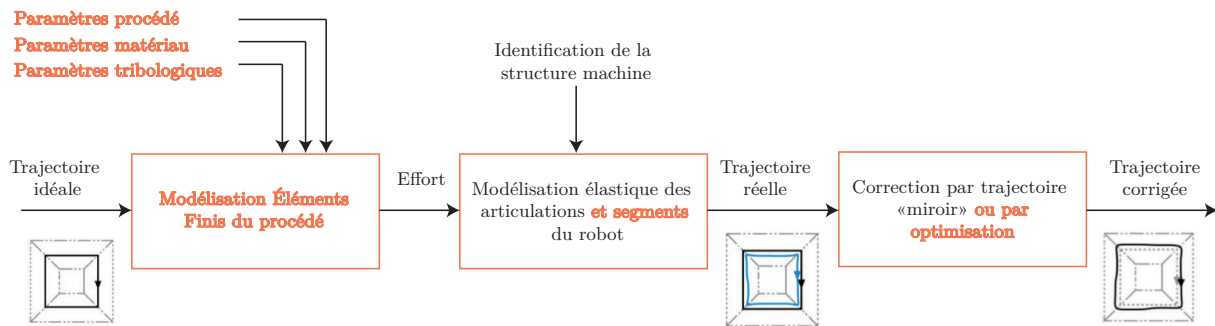 Paramètres procédé
Paramètres matériau
Paramètres tribologiques
Identification de la
structure machine
Trajectoire
idéale
Modélisation Éléments
Finis du procédé
Effort
Modélisation élastique des
articulations et segments
du robot
Trajectoire
réelle
Correction par trajectoire
«miroir» ou par
optimisation
Trajectoire
corrigée